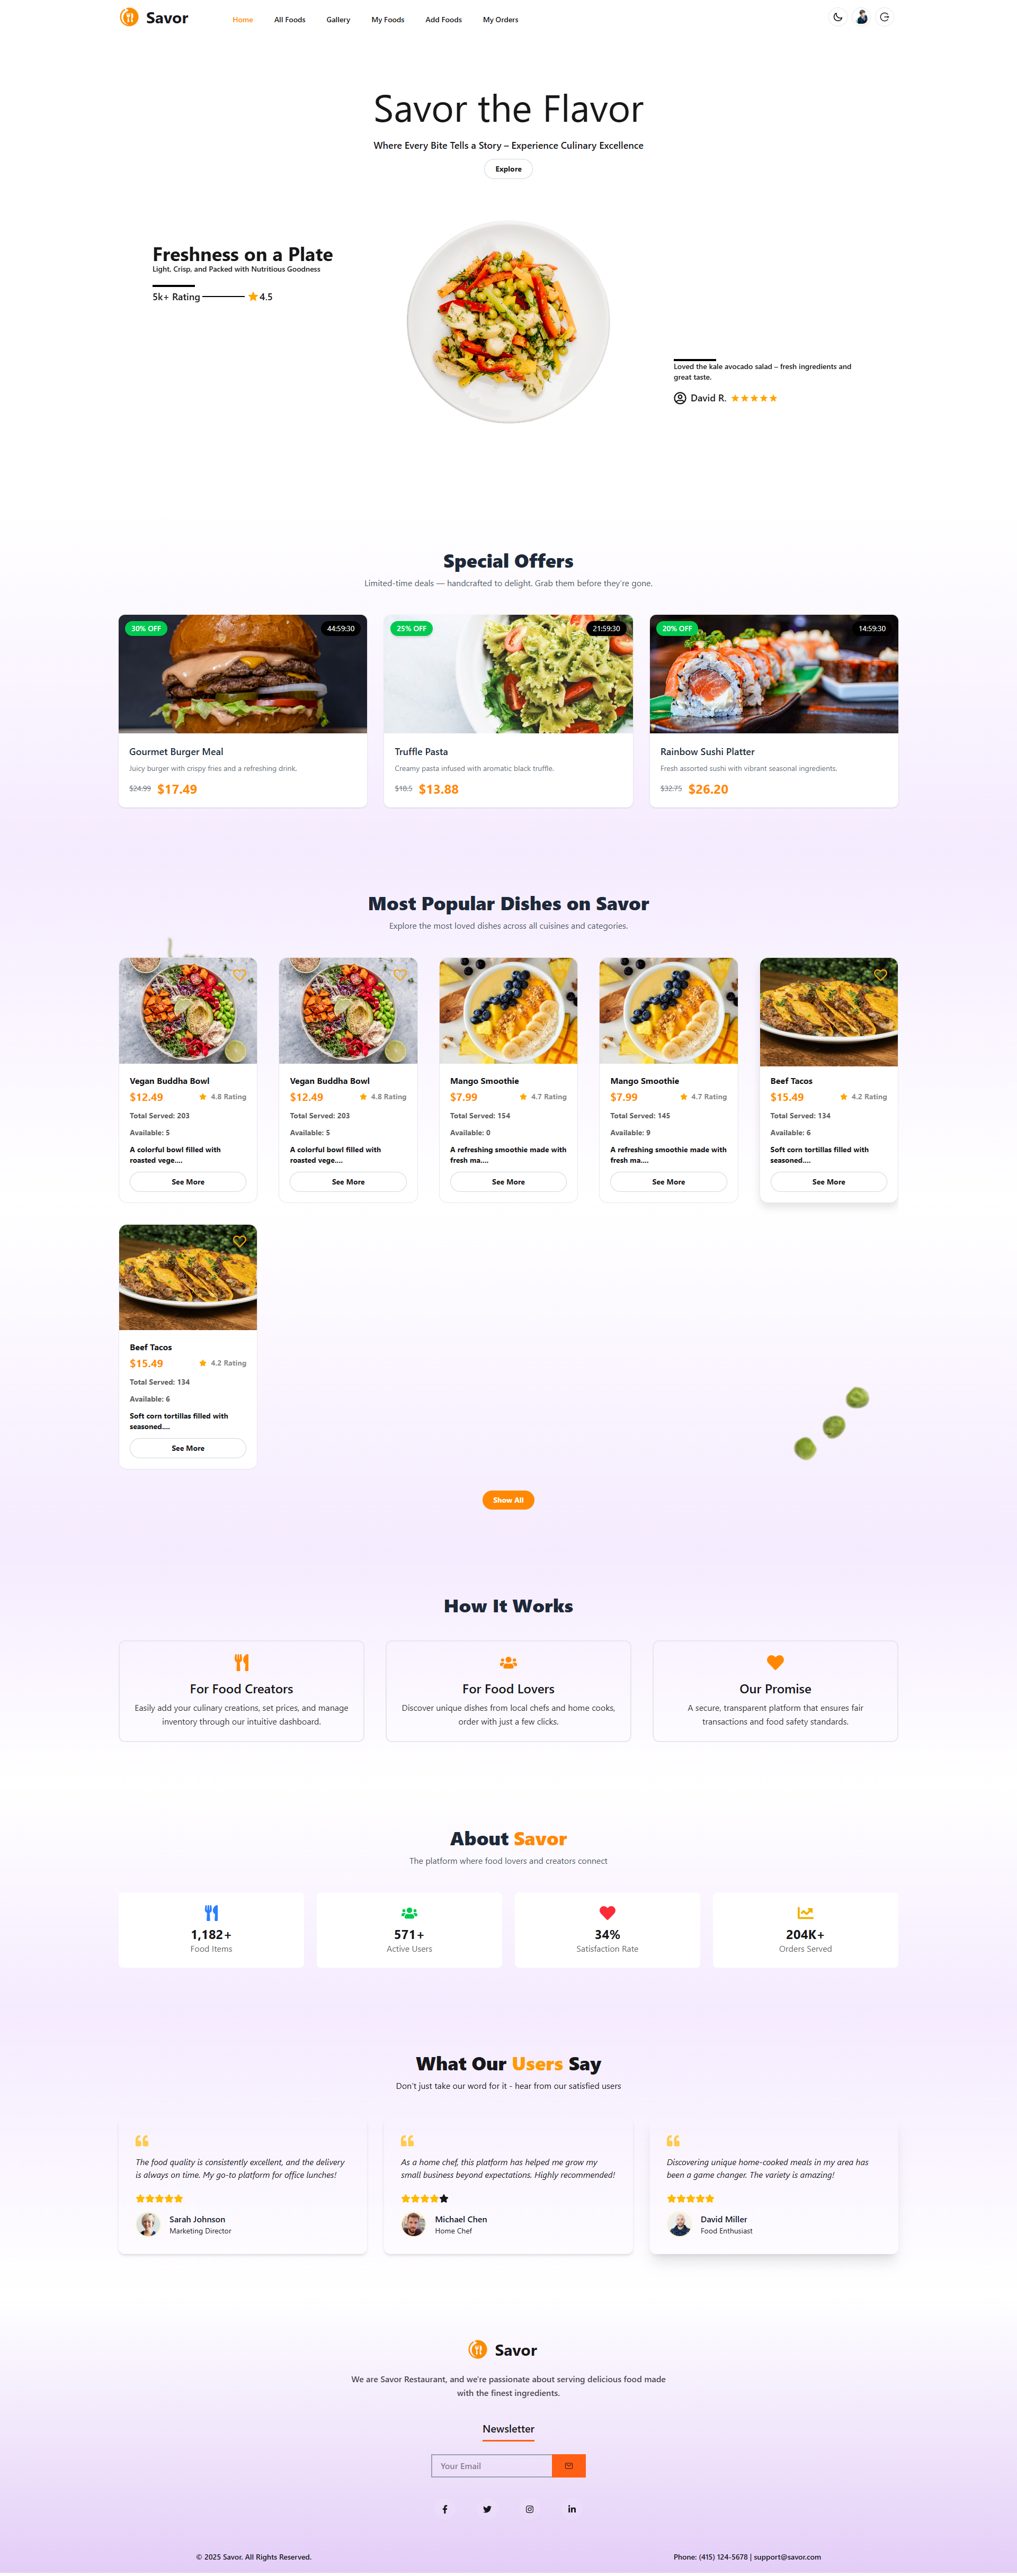 Savor
Home
All Foods
Gallery
My Foods
Add Foods
My Orders
Savor the Flavor
Where Every Bite Tells a Story – Experience Culinary Excellence
Explore
Freshness on a Plate
Light, Crisp, and Packed with Nutritious Goodness
5k+ Rating
4.5
Loved the kale avocado salad – fresh ingredients and
great taste.
David R.
Special Offers
Limited-time deals — handcrafted to delight. Grab them before they're gone.
30% OFF
44:59:30
Gourmet Burger Meal
Juicy burger with crispy fries and a refreshing drink.
$24.99 $17.49
25% OFF
21:59:30
Truffle Pasta
Creamy pasta infused with aromatic black truffle.
$18.5 $13.88
20% OFF
14:59:30
Rainbow Sushi Platter
Fresh assorted sushi with vibrant seasonal ingredients.
$32.75 $26.20
Most Popular Dishes on Savor
Explore the most loved dishes across all cuisines and categories.
Vegan Buddha Bowl
$12.49 4.8 Rating
Total Served: 203
Available: 5
A colorful bowl filled with
roasted vege....
See More
Vegan Buddha Bowl
$12.49 4.8 Rating
Total Served: 203
Available: 5
A colorful bowl filled with
roasted vege....
See More
Mango Smoothie
$7.99 4.7 Rating
Total Served: 154
Available: 0
A refreshing smoothie made with
fresh ma....
See More
Mango Smoothie
$7.99 4.7 Rating
Total Served: 145
Available: 9
A refreshing smoothie made with
fresh ma....
See More
Beef Tacos
$15.49 4.2 Rating
Total Served: 134
Available: 6
Soft corn tortillas filled with
seasoned....
See More
Beef Tacos
$15.49 4.2 Rating
Total Served: 134
Available: 6
Soft corn tortillas filled with
seasoned....
See More
Show All
How It Works
For Food Creators
Easily add your culinary creations, set prices, and manage
inventory through our intuitive dashboard.
For Food Lovers
Discover unique dishes from local chefs and home cooks,
order with just a few clicks.
Our Promise
A secure, transparent platform that ensures fair
transactions and food safety standards.
About Savor
The platform where food lovers and creators connect
1,182+
Food Items
571+
Active Users
34%
Satisfaction Rate
204K+
Orders Served
What Our Users Say
Don't just take our word for it - hear from our satisfied users
The food quality is consistently excellent, and the delivery
is always on time. My go-to platform for office lunches!
Sarah Johnson
Marketing Director
As a home chef, this platform has helped me grow my
small business beyond expectations. Highly recommended!
Michael Chen
Home Chef
Discovering unique home-cooked meals in my area has
been a game changer. The variety is amazing!
David Miller
Food Enthusiast
Savor
We are Savor Restaurant, and we're passionate about serving delicious food made
with the finest ingredients.
Newsletter
Your Email
© 2025 Savor. All Rights Reserved.
Phone: (415) 124-5678 | support@savor.com